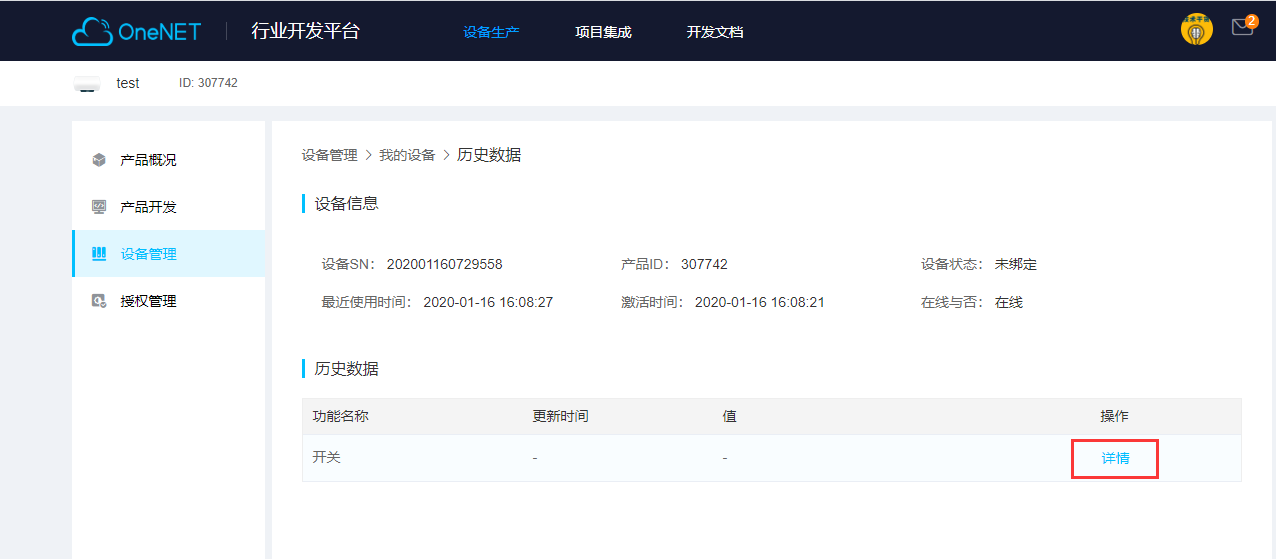 OneNET 行业开发平台 设备生产 项目集成 开发文档 2
test ID: 307742
产品概况
产品开发
设备管理
授权管理
设备管理 > 我的设备 > 历史数据
设备信息
设备SN： 202001160729558 产品ID： 307742 设备状态： 未绑定
最近使用时间： 2020-01-16 16:08:27 激活时间： 2020-01-16 16:08:21 在线与否： 在线
历史数据
功能名称 更新时间 值 操作
开关 - - 详情